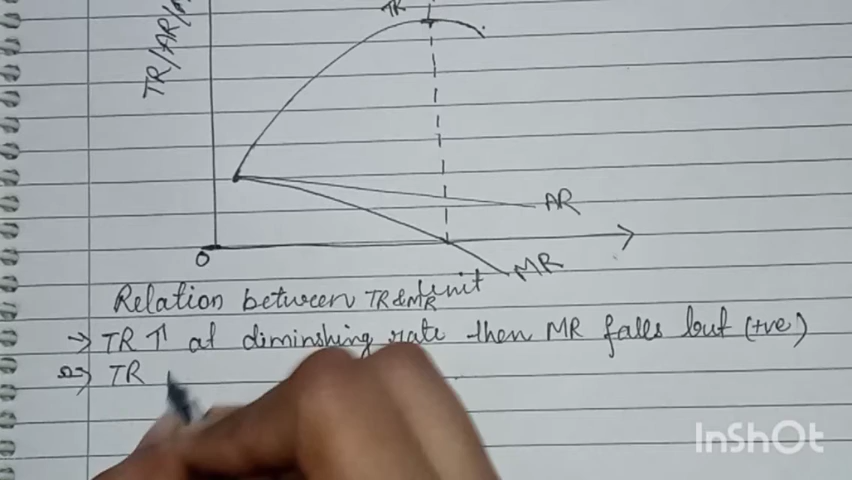 TR
TR/AR/
AR
O
MR
unit
Relation between TR & MR
→ TR ↑ at diminshing rate then MR falls but (+ve)
→ TR
InShOt